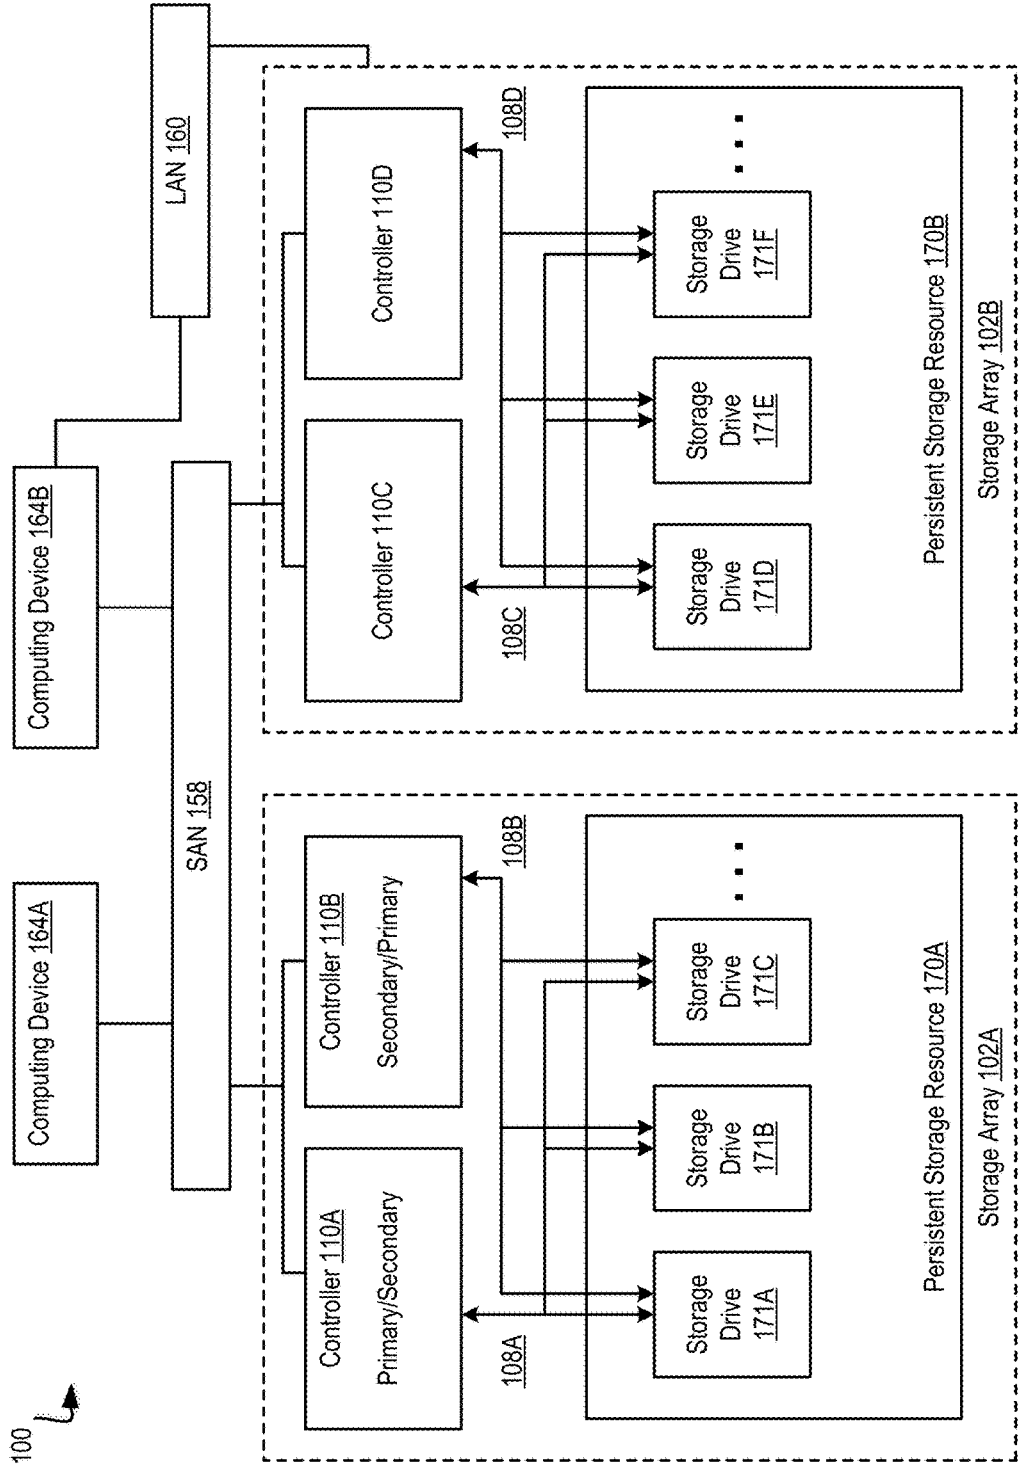 100
Computing Device 164A
Computing Device 164B
LAN 160
SAN 158
Controller 110A
Primary/Secondary
Controller 110B
Secondary/Primary
Controller 110C
Controller 110D
108A
108B
108C
108D
Storage
Drive
171A
Storage
Drive
171B
Storage
Drive
171C
Storage
Drive
171D
Storage
Drive
171E
Storage
Drive
171F
Persistent Storage Resource 170A
Persistent Storage Resource 170B
Storage Array 102A
Storage Array 102B